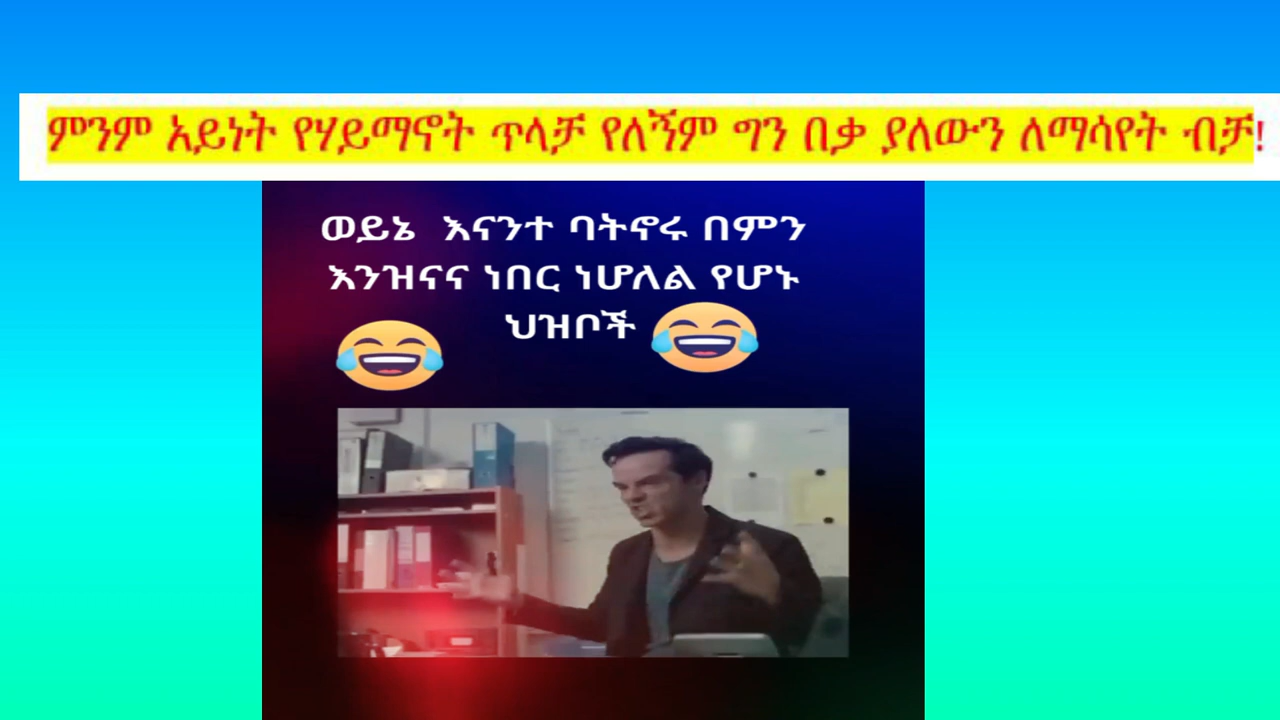 ምንም አይነት የሃይማኖት ጥላቻ የለኝም ግን በቃ ያለውን ለማሳየት ብቻ!
ወይኔ እናንተ ባትኖሩ በምን
እንዝናና ነበር ነሆለል የሆኑ
ህዝቦች